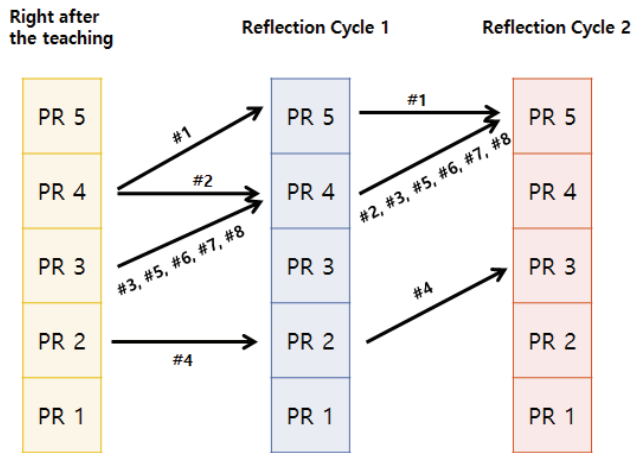 Right after
the teaching
Reflection Cycle 1
Reflection Cycle 2
PR 5
PR 4
PR 3
PR 2
PR 1
#1
#2
#3, #5, #6, #7, #8
#4
PR 5
PR 4
PR 3
PR 2
PR 1
#1
#2, #3, #5, #6, #7, #8
#4
PR 5
PR 4
PR 3
PR 2
PR 1